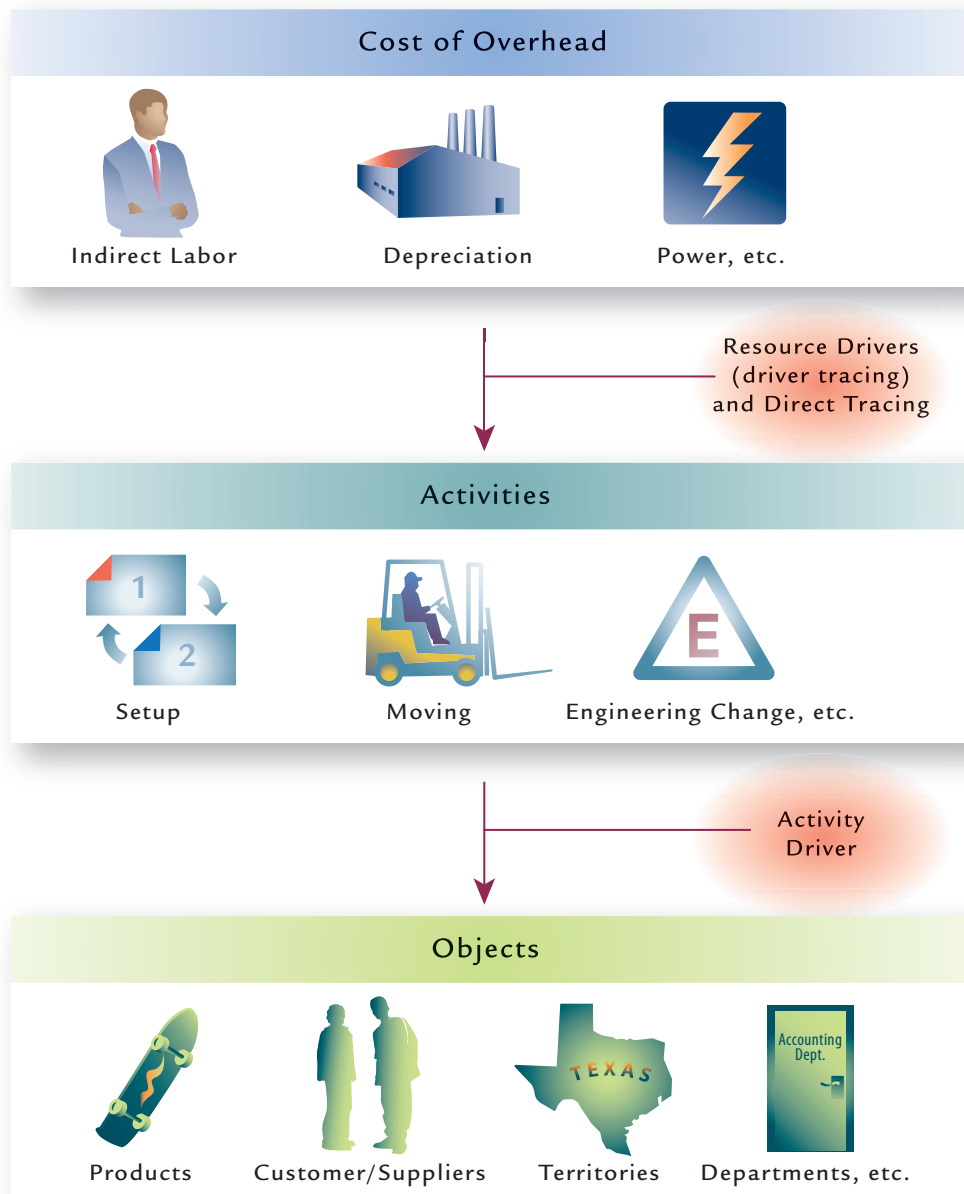 Cost of Overhead
Indirect Labor
Depreciation
Power, etc.
Resource Drivers
(driver tracing)
and Direct Tracing
Activities
1
2
E
Setup
Moving
Engineering Change, etc.
Activity
Driver
Objects
TEXAS
Accounting
Dept.
Products
Customer/Suppliers
Territories
Departments, etc.